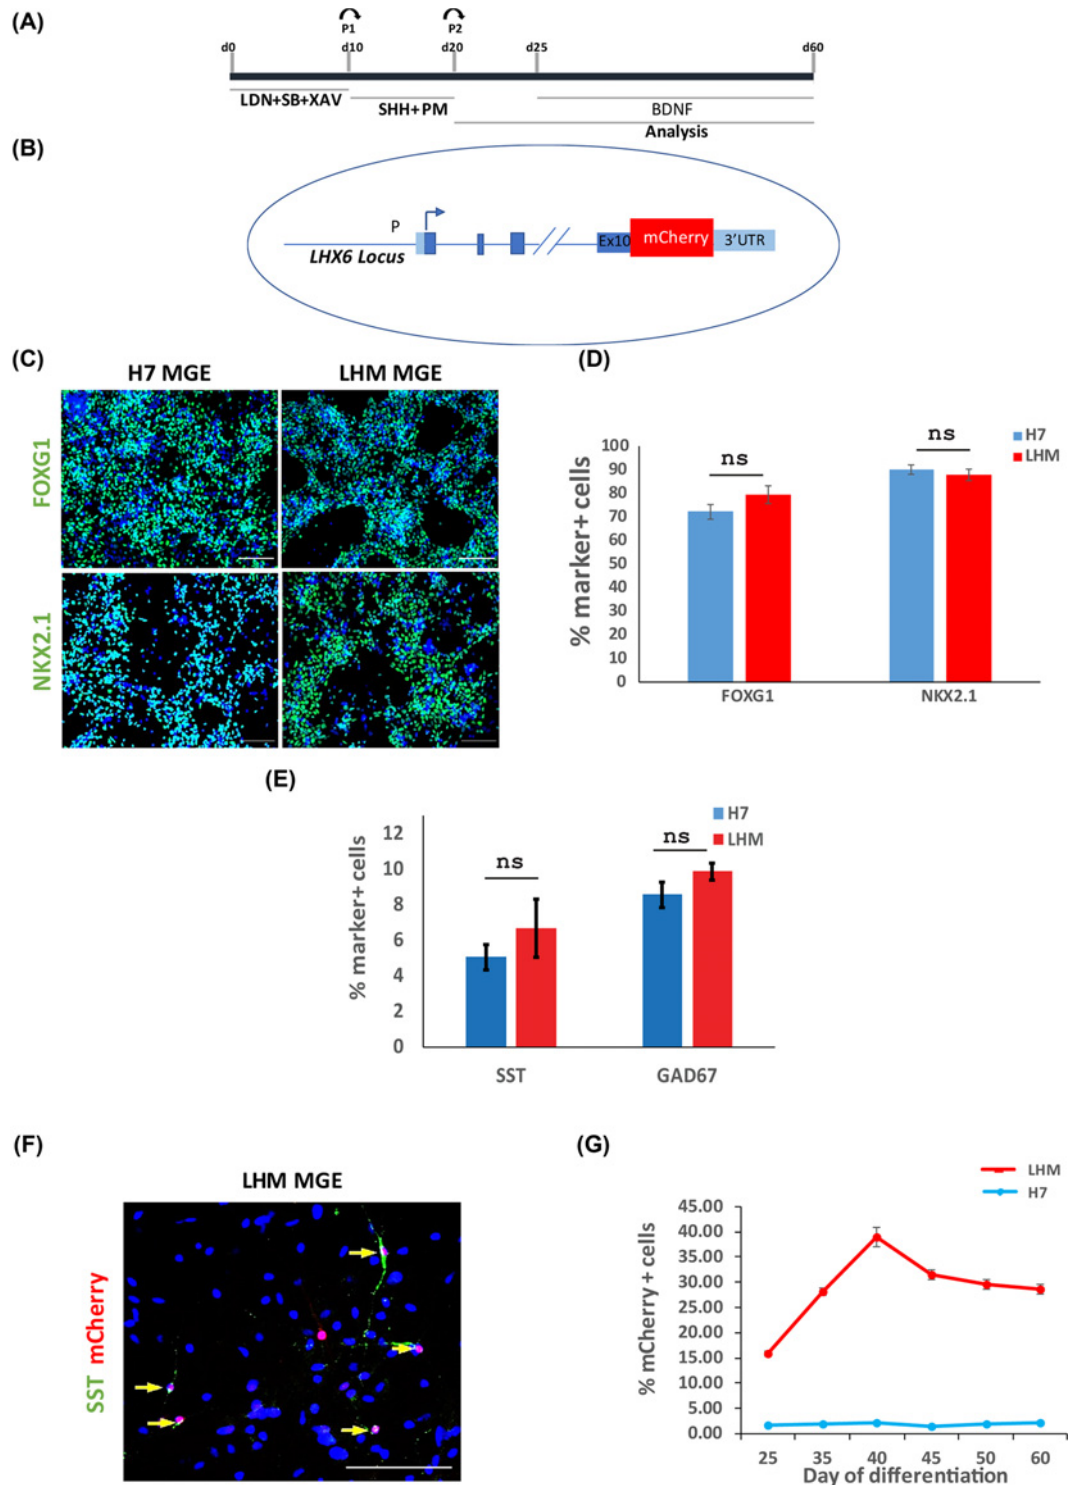 (A)
P1
P2
d0
d10
d20
d25
d60
LDN+SB+XAV
SHH+PM
BDNF
Analysis
(B)
P
LHX6 Locus
Ex10
mCherry
3'UTR
(C)
H7 MGE
LHM MGE
FOXG1
NKX2.1
(D)
H7
LHM
ns
ns
% marker+ cells
100
90
80
70
60
50
40
30
20
10
0
FOXG1
NKX2.1
(E)
H7
LHM
ns
ns
% marker+ cells
12
10
8
6
4
2
0
SST
GAD67
(F)
LHM MGE
SST mCherry
(G)
LHM
H7
% mCherry + cells
45.00
40.00
35.00
30.00
25.00
20.00
15.00
10.00
5.00
0.00
25
35
40
45
50
60
Day of differentiation